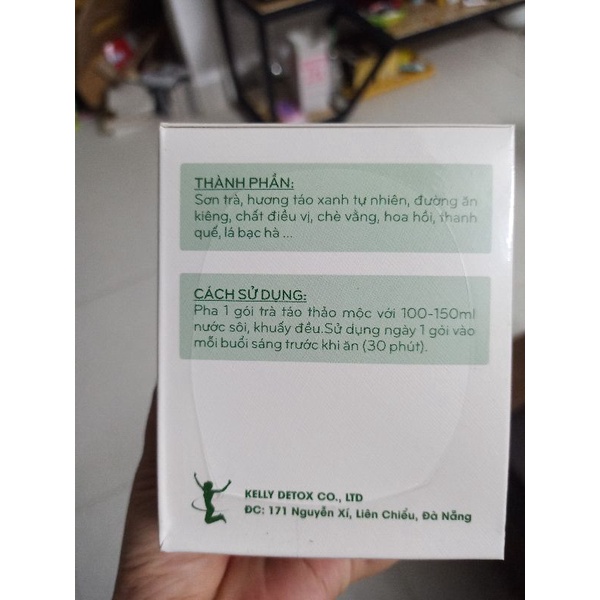 THÀNH PHẦN:
Sơn trà, hương táo xanh tự nhiên, đường ăn
kiêng, chất điều vị, chè vằng, hoa hồi, thanh
quế, lá bạc hà ...
CÁCH SỬ DỤNG:
Pha 1 gói trà táo thảo mộc với 100-150ml
nước sôi, khuấy đều.Sử dụng ngày 1 gói vào
mỗi buổi sáng trước khi ăn (30 phút).
KELLY DETOX CO., LTD
ĐC: 171 Nguyễn Xí, Liên Chiểu, Đà Nẵng